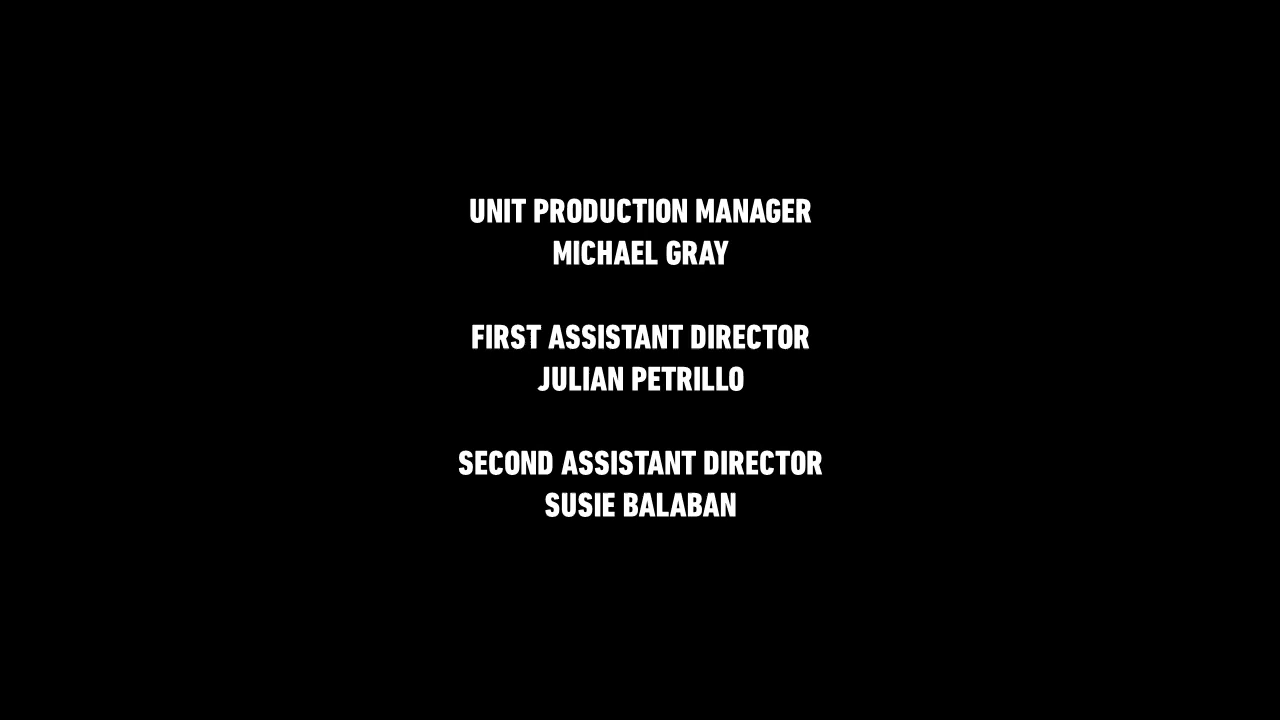 UNIT PRODUCTION MANAGER
MICHAEL GRAY
FIRST ASSISTANT DIRECTOR
JULIAN PETRILLO
SECOND ASSISTANT DIRECTOR
SUSIE BALABAN